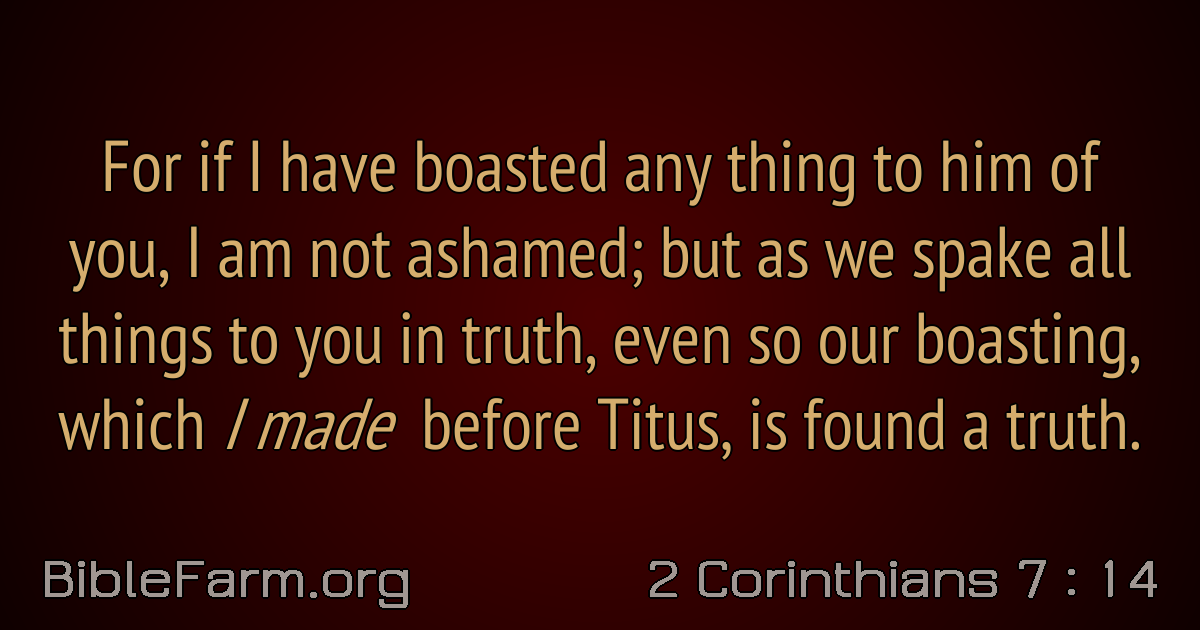 For if I have boasted any thing to him of
you, I am not ashamed; but as we spake all
things to you in truth, even so our boasting,
which I made before Titus, is found a truth.
BibleFarm.org
2 Corinthians 7 : 14